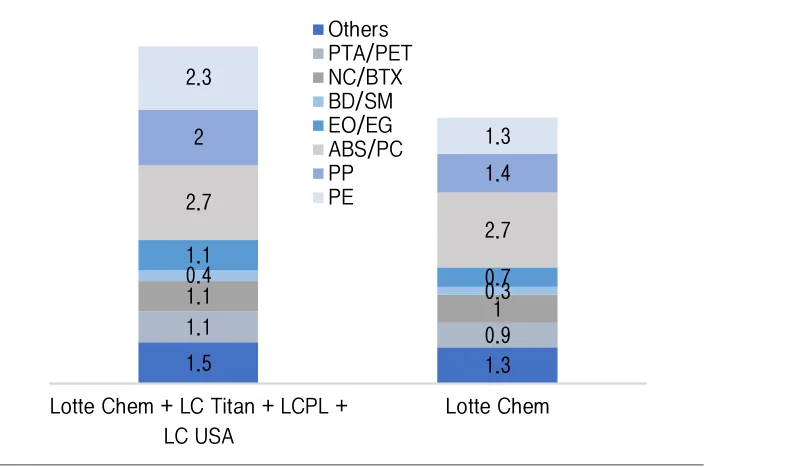 Others
PTA/PET
NC/BTX
BD/SM
EO/EG
ABS/PC
PP
PE
2.3
2
2.7
1.1
0.4
1.1
1.1
1.5
1.3
1.4
2.7
0.7
0.3
1
0.9
1.3
Lotte Chem + LC Titan + LCPL +
LC USA
Lotte Chem